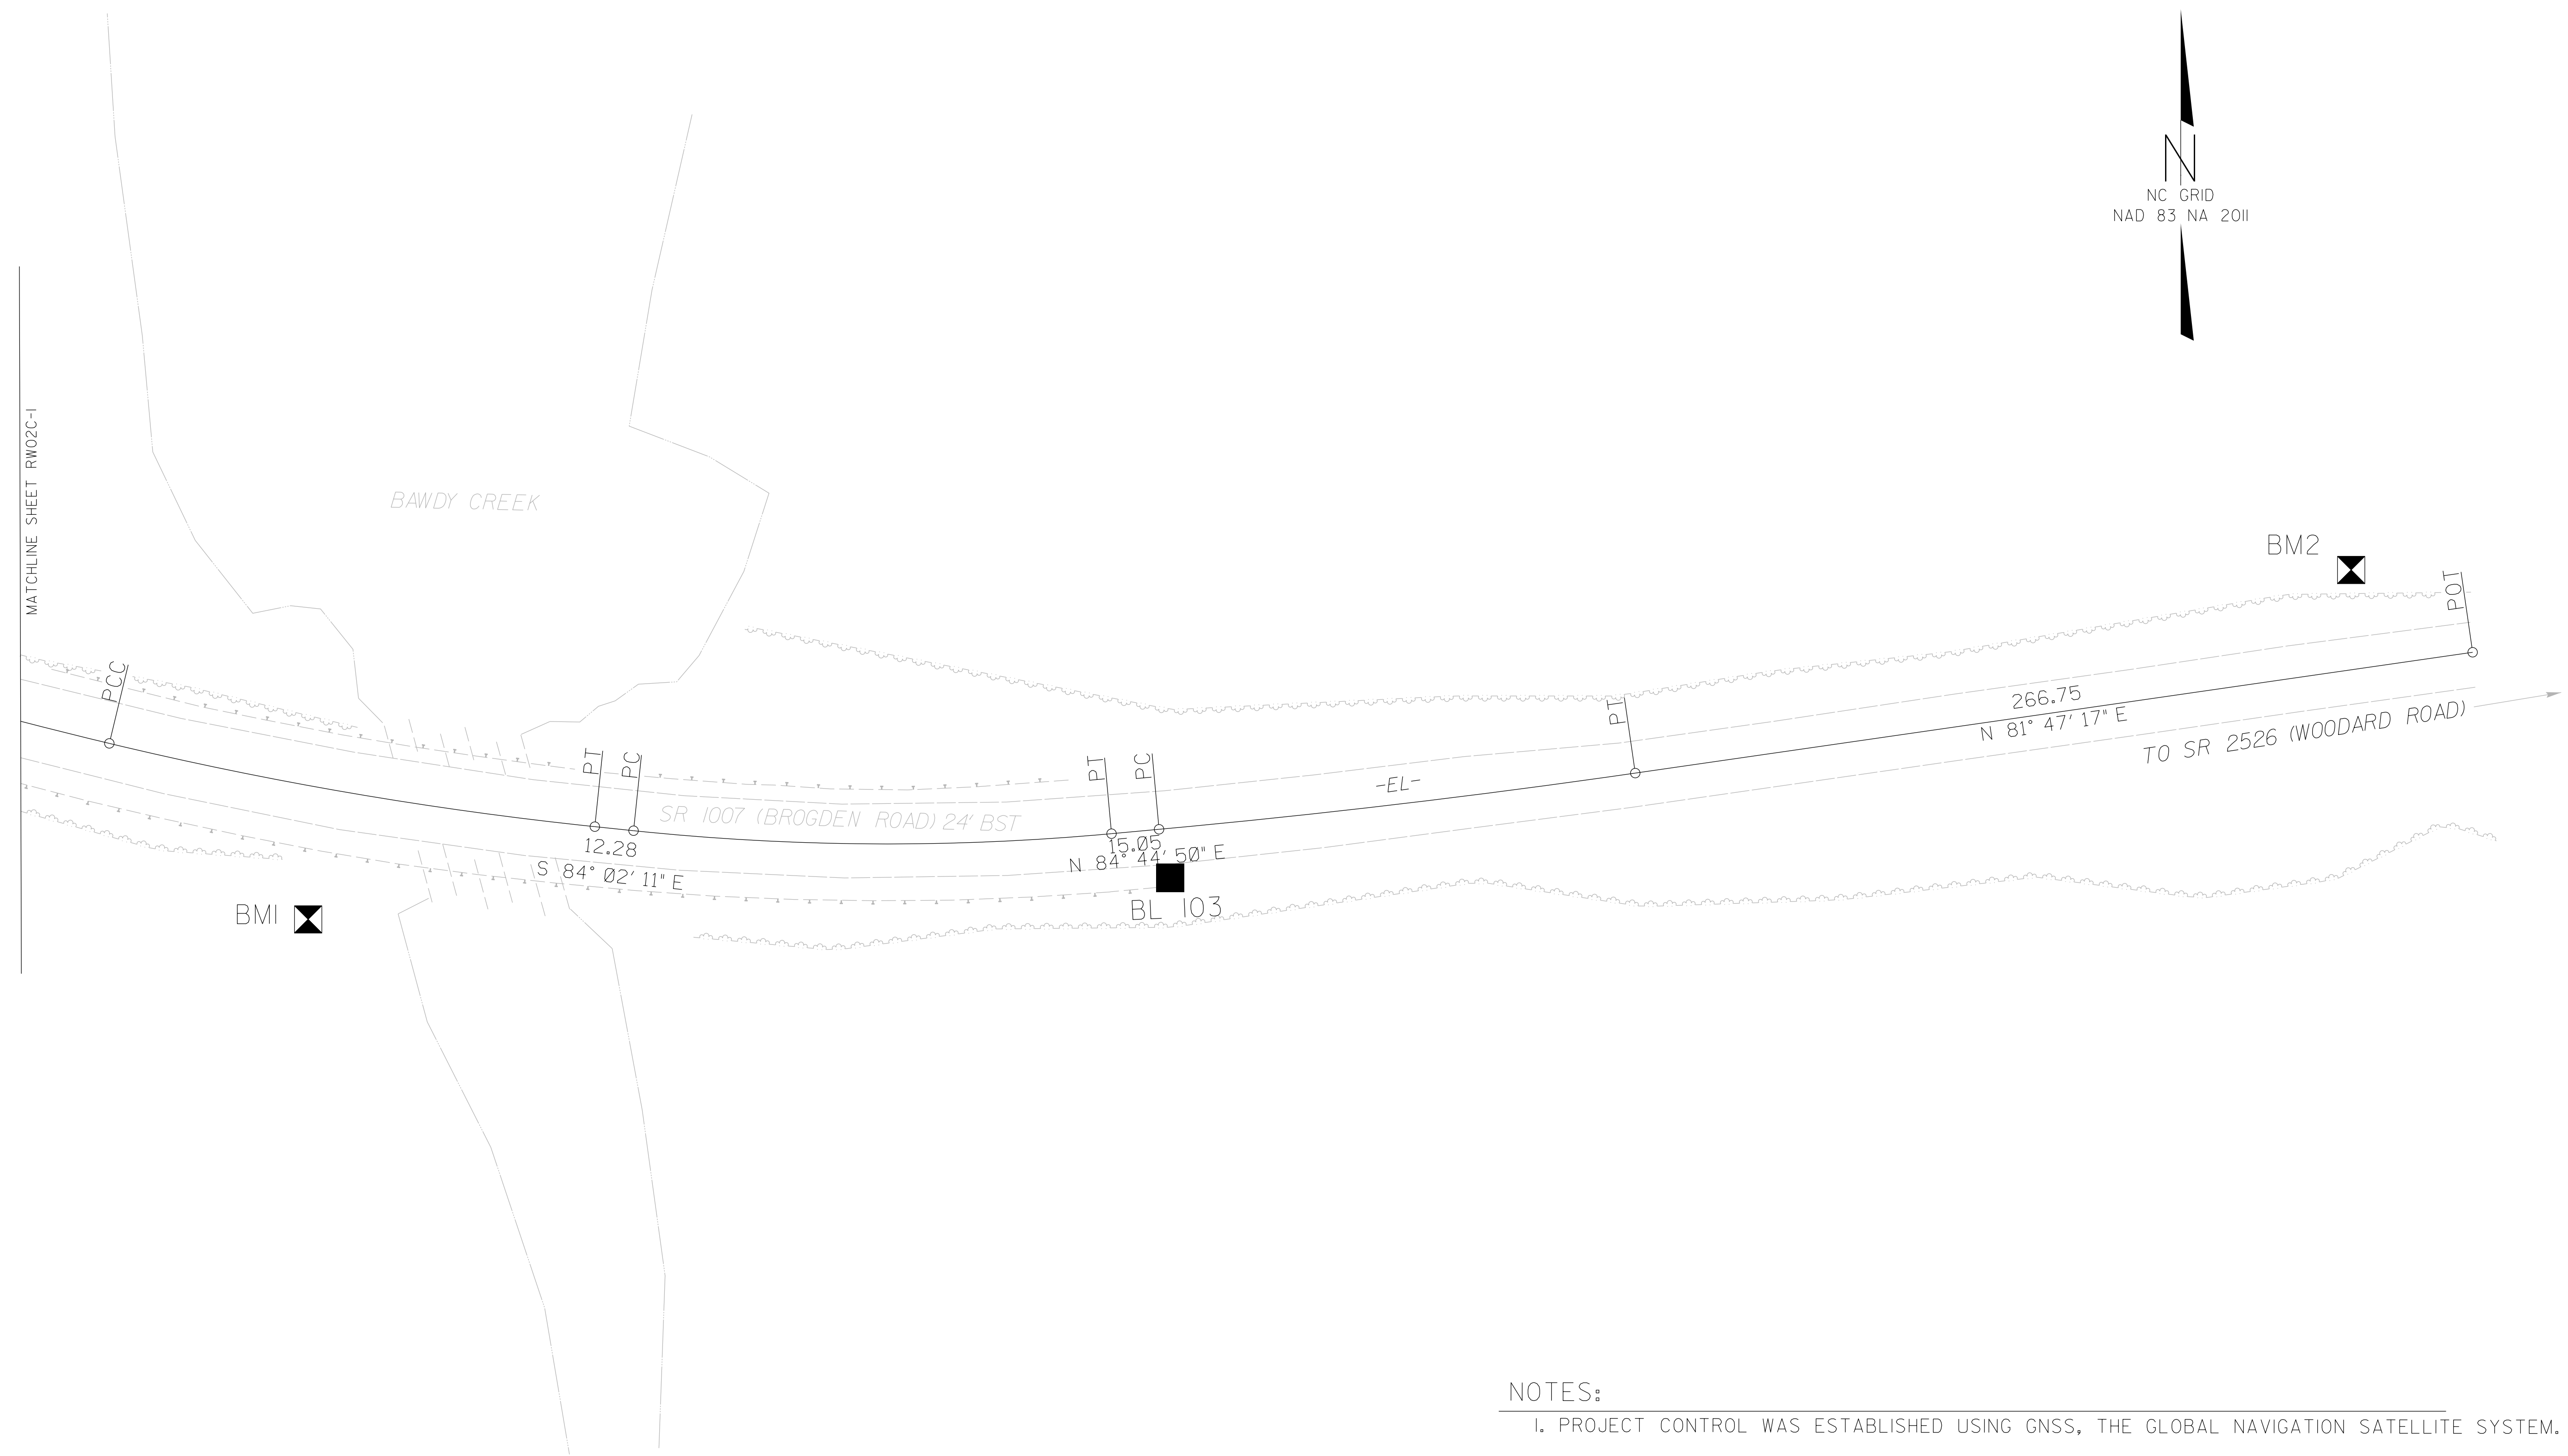 N
NC GRID
NAD 83 NA 2011
MATCHLINE SHEET RW02C-1
BAWDY CREEK
BM2
POT
PCC
PT
PC
PT
PC
PT
266.75
N 81° 47' 17" E
TO SR 2526 (WOODARD ROAD)
-EL-
SR 1007 (BROGDEN ROAD) 24' BST
12.28
S 84° 02' 11" E
15.05
N 84° 44' 50" E
BM1
BL 103
NOTES:
1. PROJECT CONTROL WAS ESTABLISHED USING GNSS, THE GLOBAL NAVIGATION SATELLITE SYSTEM.